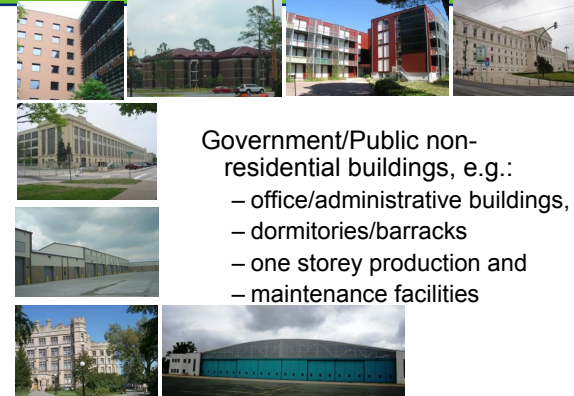 Government/Public non-
residential buildings, e.g.:
– office/administrative buildings,
– dormitories/barracks
– one storey production and
– maintenance facilities